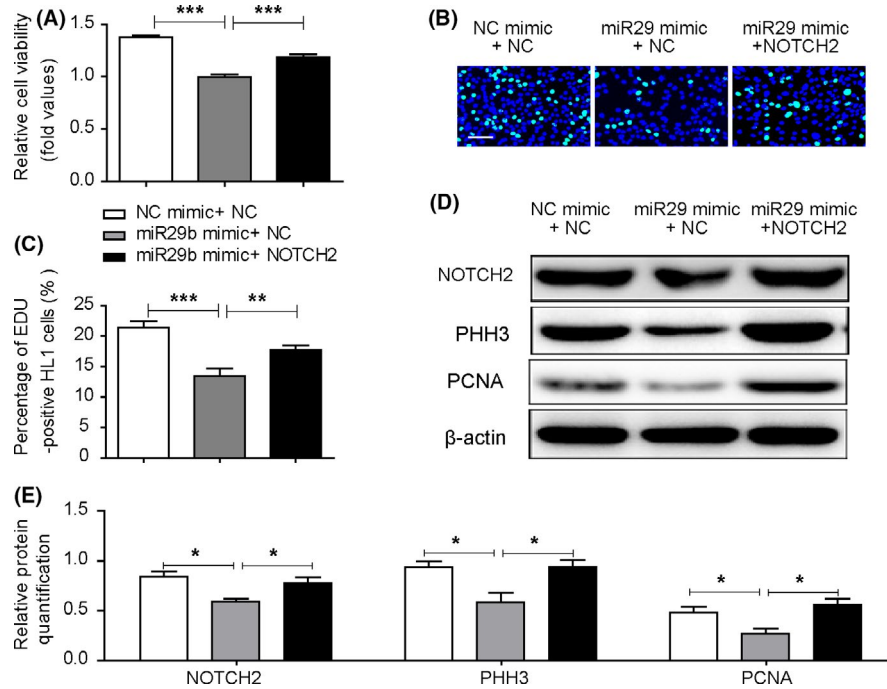 (A)
Relative cell viability
(fold values)
1.5
1.0
1.5
0.0
*** ***
NC mimic+ NC
miR29b mimic+ NC
miR29b mimic+ NOTCH2
(B)
NC mimic + NC
miR29 mimic + NC
miR29 mimic +NOTCH2
(C)
Percentage of EDU
-positive HL1 cells (%)
25
20
15
10
5
0
*** **
(D)
NC mimic + NC
miR29 mimic + NC
miR29 mimic +NOTCH2
NOTCH2
PHH3
PCNA
β-actin
(E)
Relative protein
quantification
1.5
1.0
0.5
0.0
* *
* *
* *
NOTCH2 PHH3 PCNA